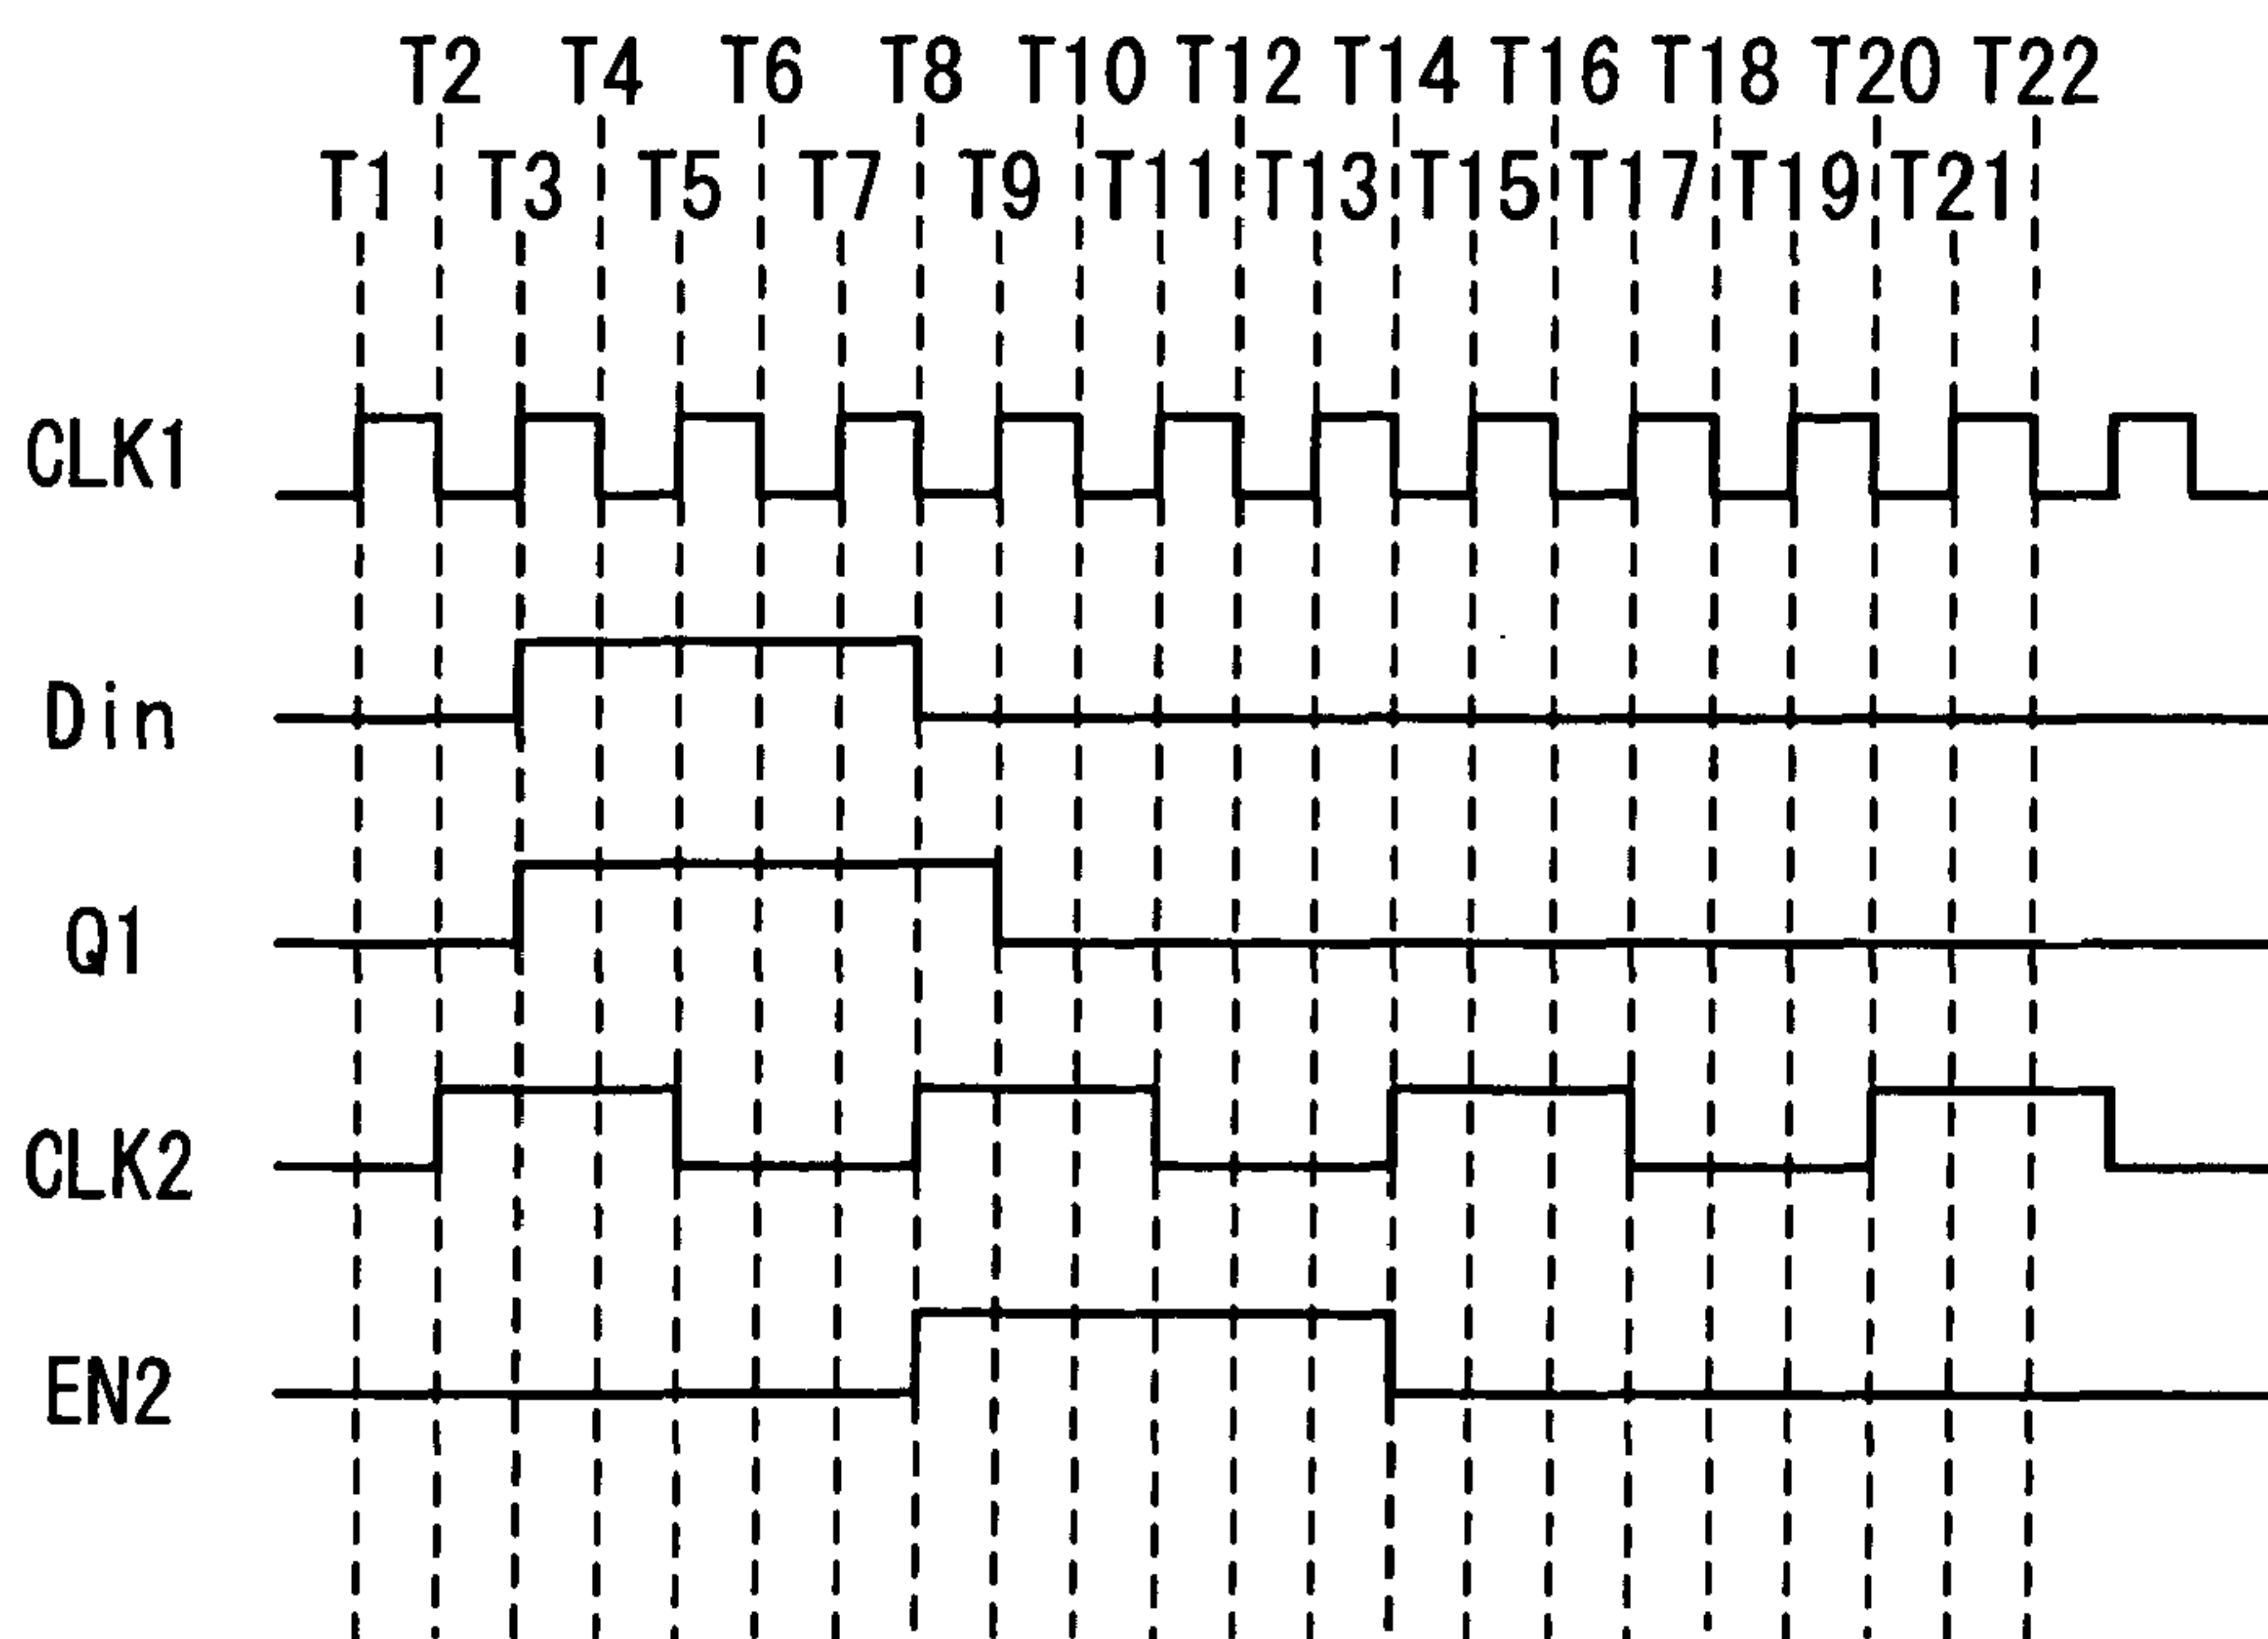 T2 T4 T6 T8 T10 T12 T14 T16 T18 T20 T22
T1 T3 T5 T7 T9 T11 T13 T15 T17 T19 T21
CLK1
Din
Q1
CLK2
EN2